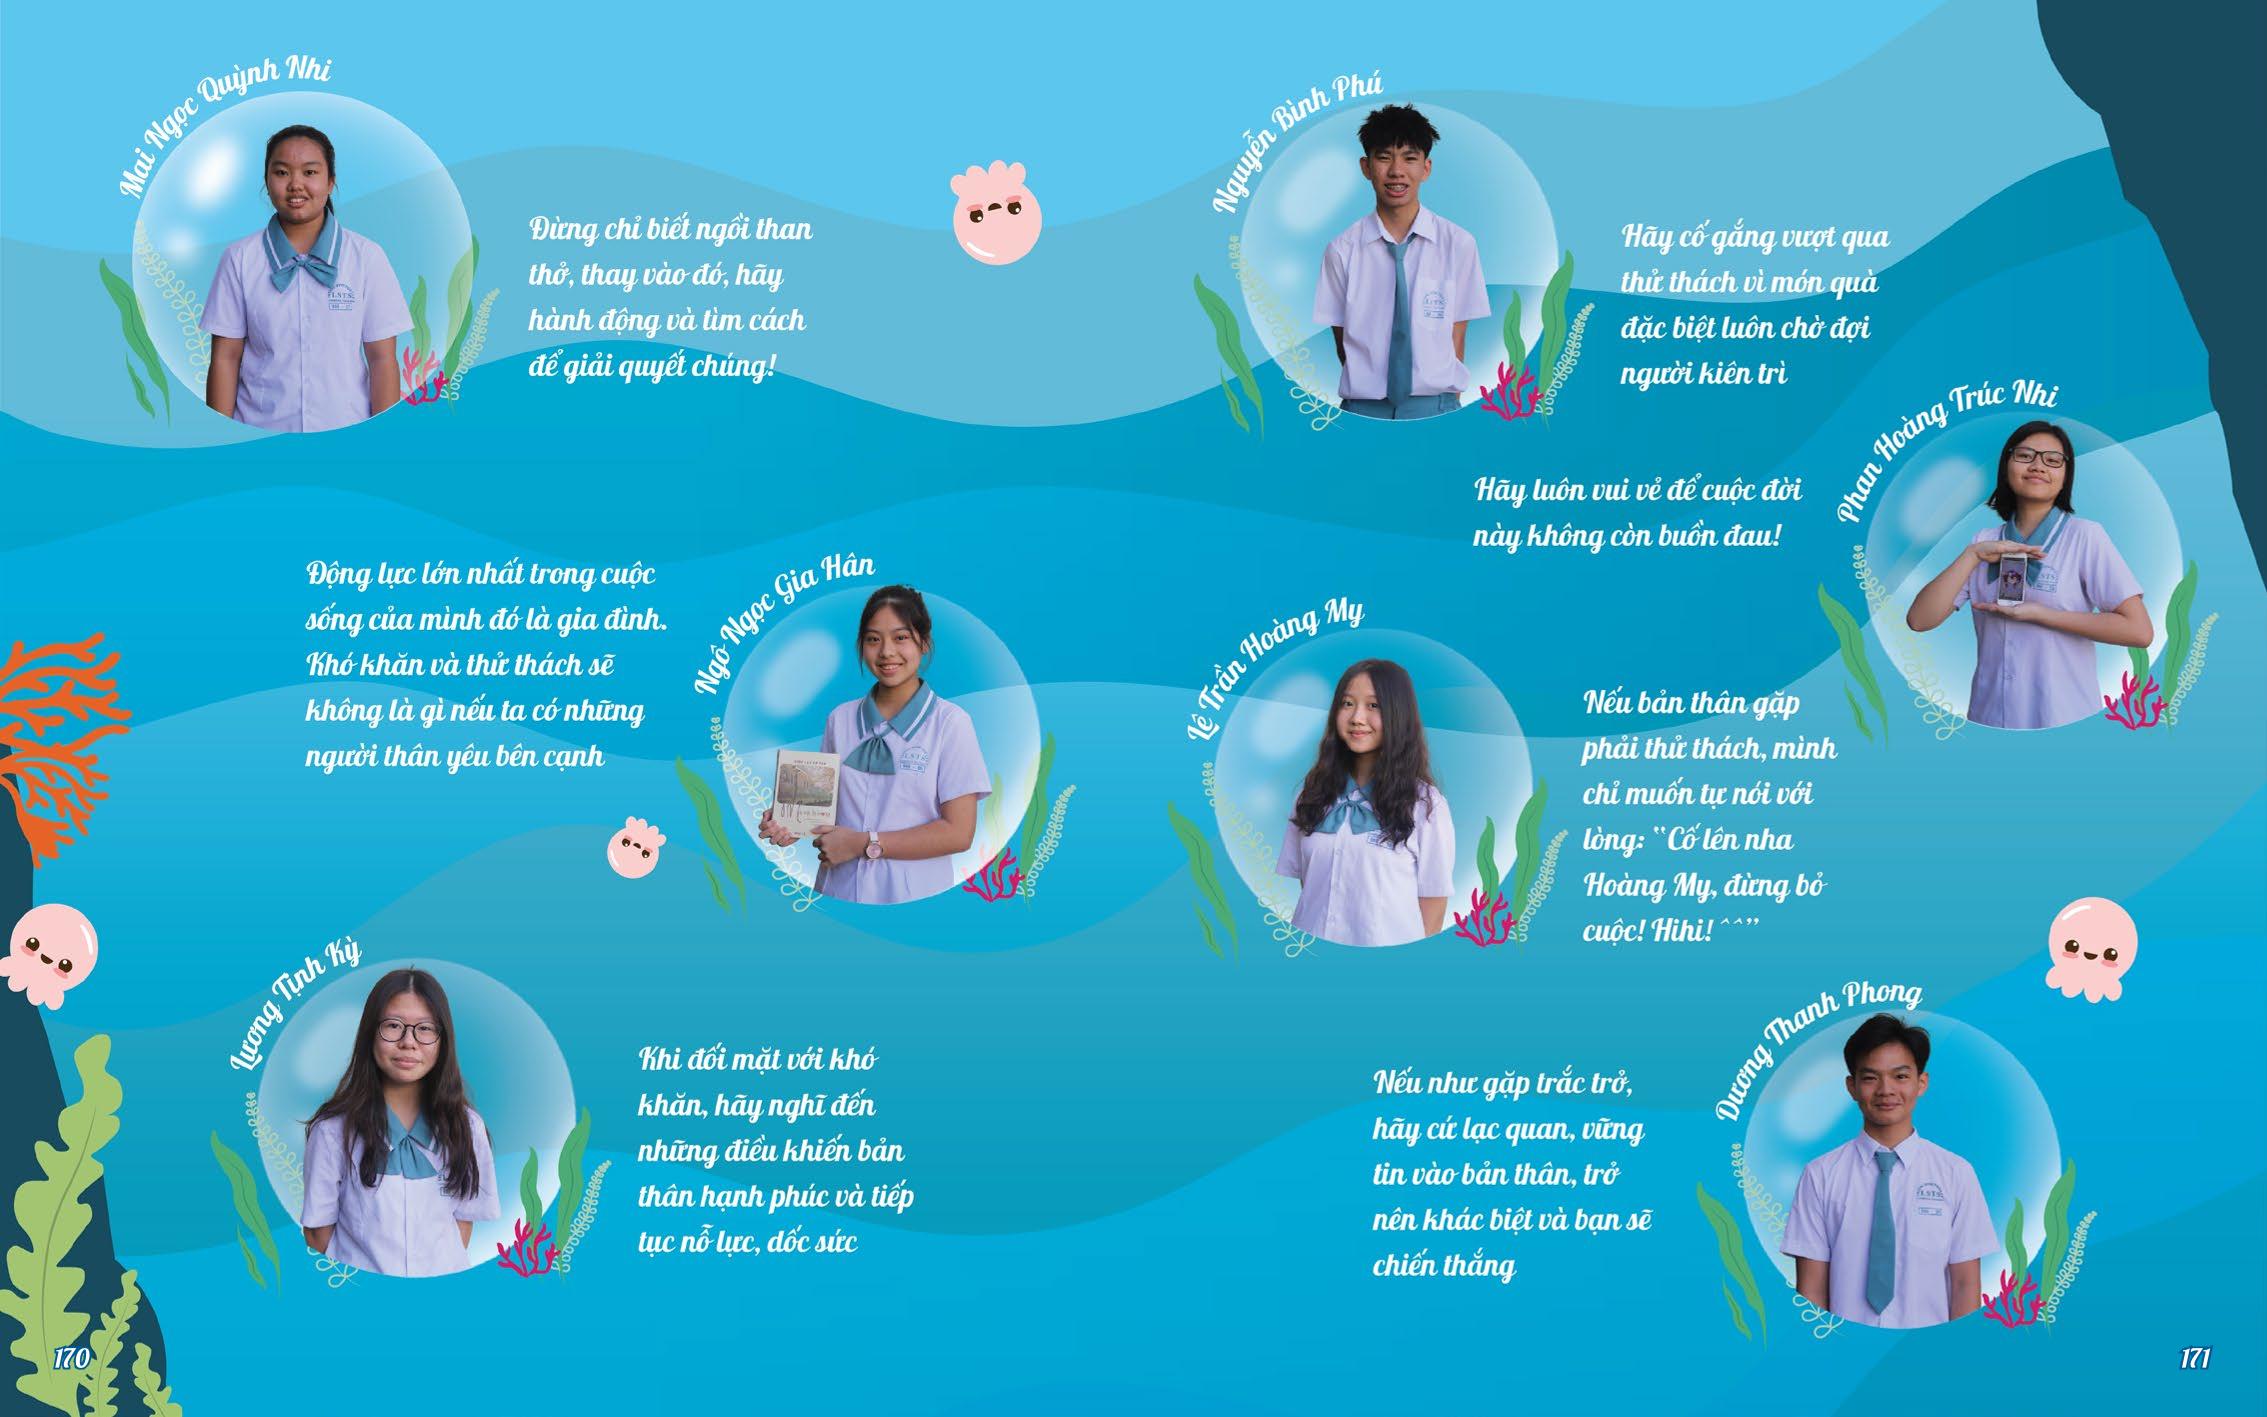 Mai Ngọc Quỳnh Nhi
Đừng chỉ biết ngồi than
thở, thay vào đó, hãy
hành động và tìm cách
để giải quyết chúng!
Động lực lớn nhất trong cuộc
sống của mình đó là gia đình.
Khó khăn và thử thách sẽ
không là gì nếu ta có những
người thân yêu bên cạnh
Ngô Ngọc Gia Hân
Lương Tịnh Kỳ
Khi đối mặt với khó
khăn, hãy nghĩ đến
những điều khiến bản
thân hạnh phúc và tiếp
tục nỗ lực, dốc sức
170
Nguyễn Bình Phú
Hãy cố gắng vượt qua
thử thách vì món quà
đặc biệt luôn chờ đợi
người kiên trì
Phan Hoàng Trúc Nhi
Hãy luôn vui vẻ để cuộc đời
này không còn buồn đau!
Lê Trần Hoàng My
Nếu bản thân gặp
phải thử thách, mình
chỉ muốn tự nói với
lòng: “Cố lên nha
Hoàng My, đừng bỏ
cuộc! Hihi! ^^”
Dương Thanh Phong
Nếu như gặp trắc trở,
hãy cứ lạc quan, vững
tin vào bản thân, trở
nên khác biệt và bạn sẽ
chiến thắng
171